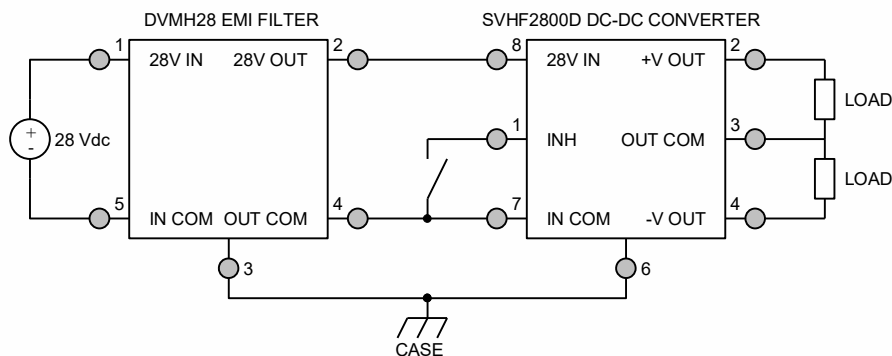 DVMH28 EMI FILTER
SVHF2800D DC-DC CONVERTER
1
28V IN
28V OUT
2
8
28V IN
+V OUT
2
LOAD
+
-
28 Vdc
1
INH
OUT COM
3
LOAD
5
IN COM
OUT COM
4
7
IN COM
-V OUT
4
3
6
CASE